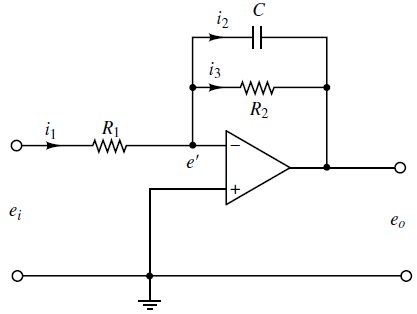 i₂ C
i₃
R₂
i₁ R₁
e′
−
+
eᵢ
eₒ